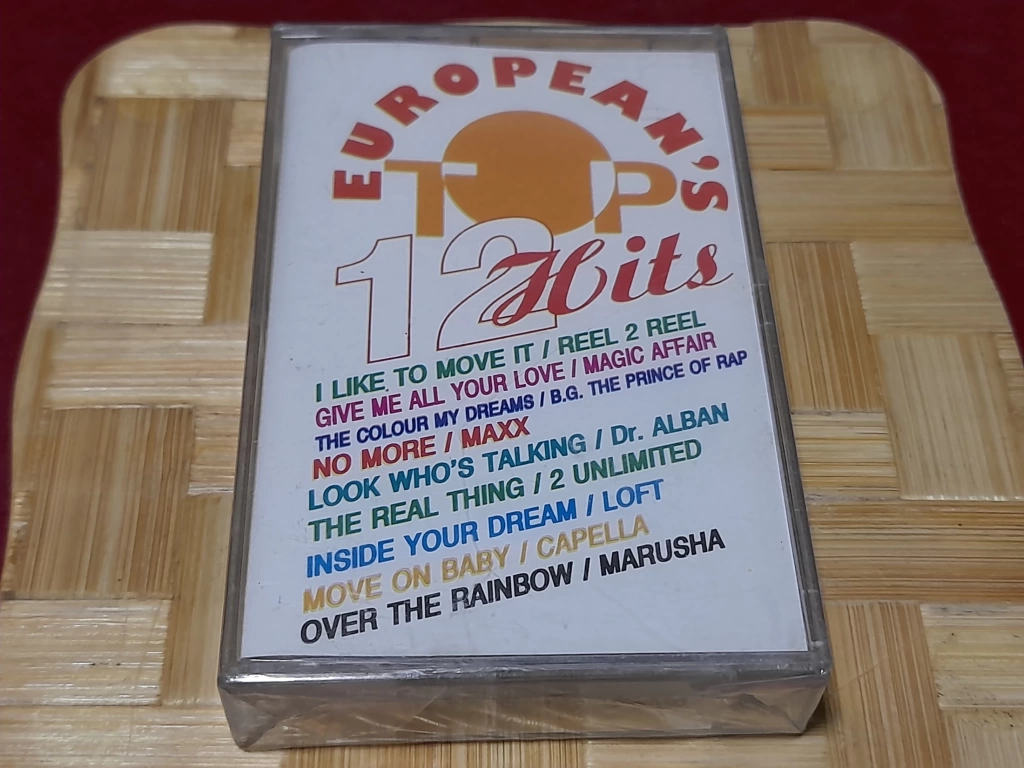 EUROPEAN'S
TOP
12 Hits
I LIKE TO MOVE IT / REEL 2 REEL
GIVE ME ALL YOUR LOVE / MAGIC AFFAIR
THE COLOUR MY DREAMS / B.G. THE PRINCE OF RAP
NO MORE / MAXX
LOOK WHO'S TALKING / Dr. ALBAN
THE REAL THING / 2 UNLIMITED
INSIDE YOUR DREAM / LOFT
MOVE ON BABY / CAPELLA
OVER THE RAINBOW / MARUSHA